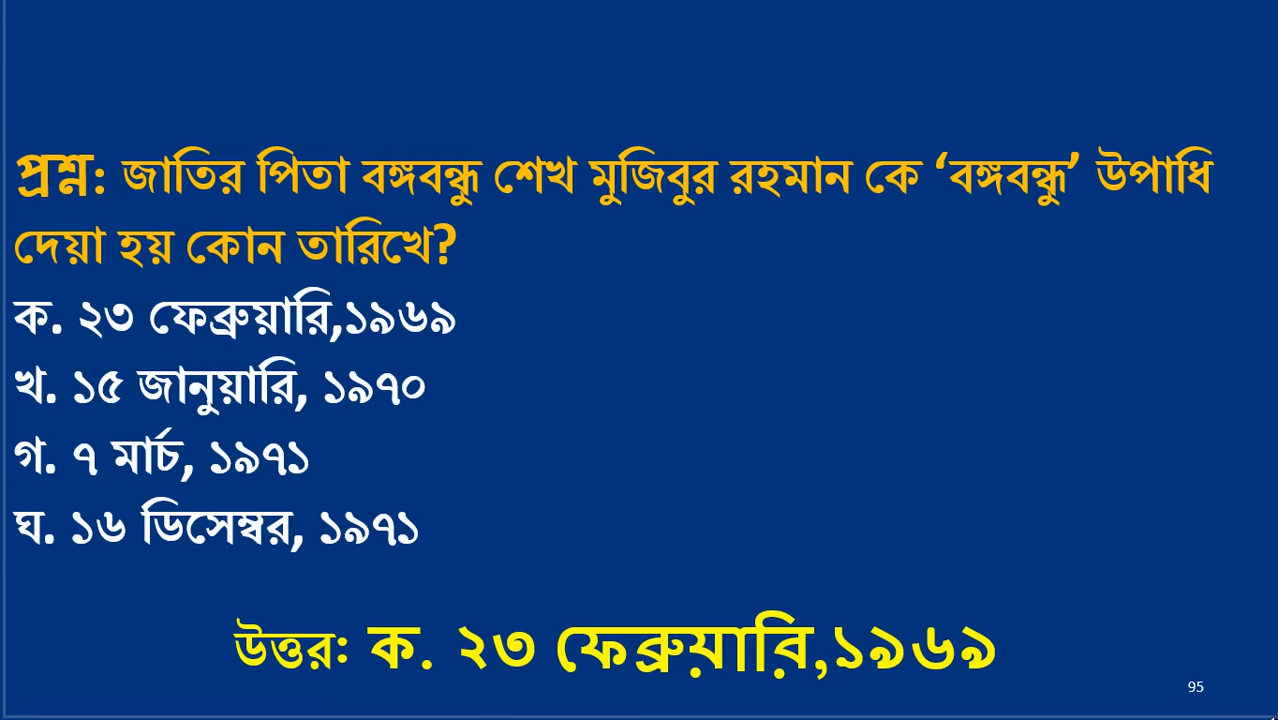 প্রশ্ন: জাতির পিতা বঙ্গবন্ধু শেখ মুজিবুর রহমান কে ‘বঙ্গবন্ধু’ উপাধি
দেয়া হয় কোন তারিখে?
ক. ২৩ ফেব্রুয়ারি,১৯৬৯
খ. ১৫ জানুয়ারি, ১৯৭০
গ. ৭ মার্চ, ১৯৭১
ঘ. ১৬ ডিসেম্বর, ১৯৭১
উত্তরঃ ক. ২৩ ফেব্রুয়ারি,১৯৬৯
95